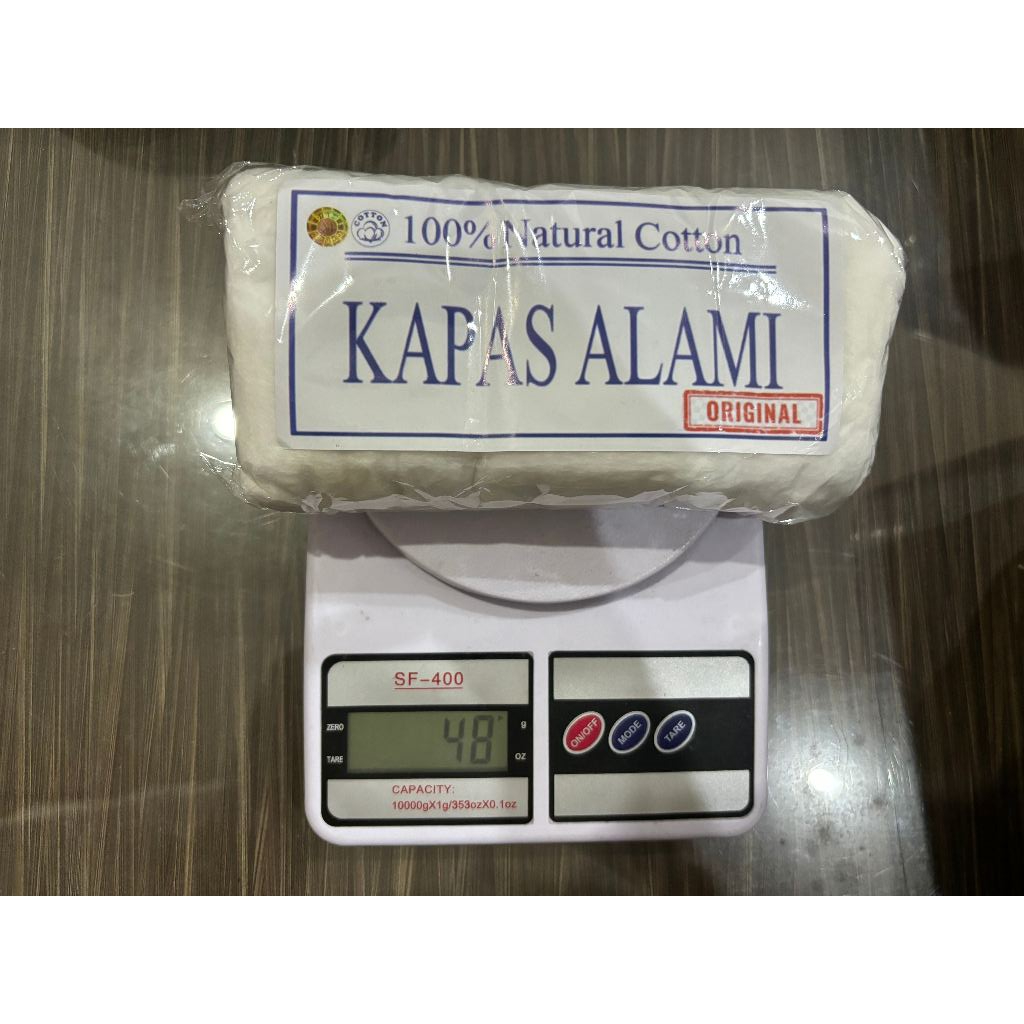 COTTON
100% Natural Cotton
KAPAS ALAMI
ORIGINAL
SF-400
ZERO
48
g
TARE
OZ
CAPACITY:
10000gX1g/353ozX0.1oz
ON/OFF
MODE
TARE